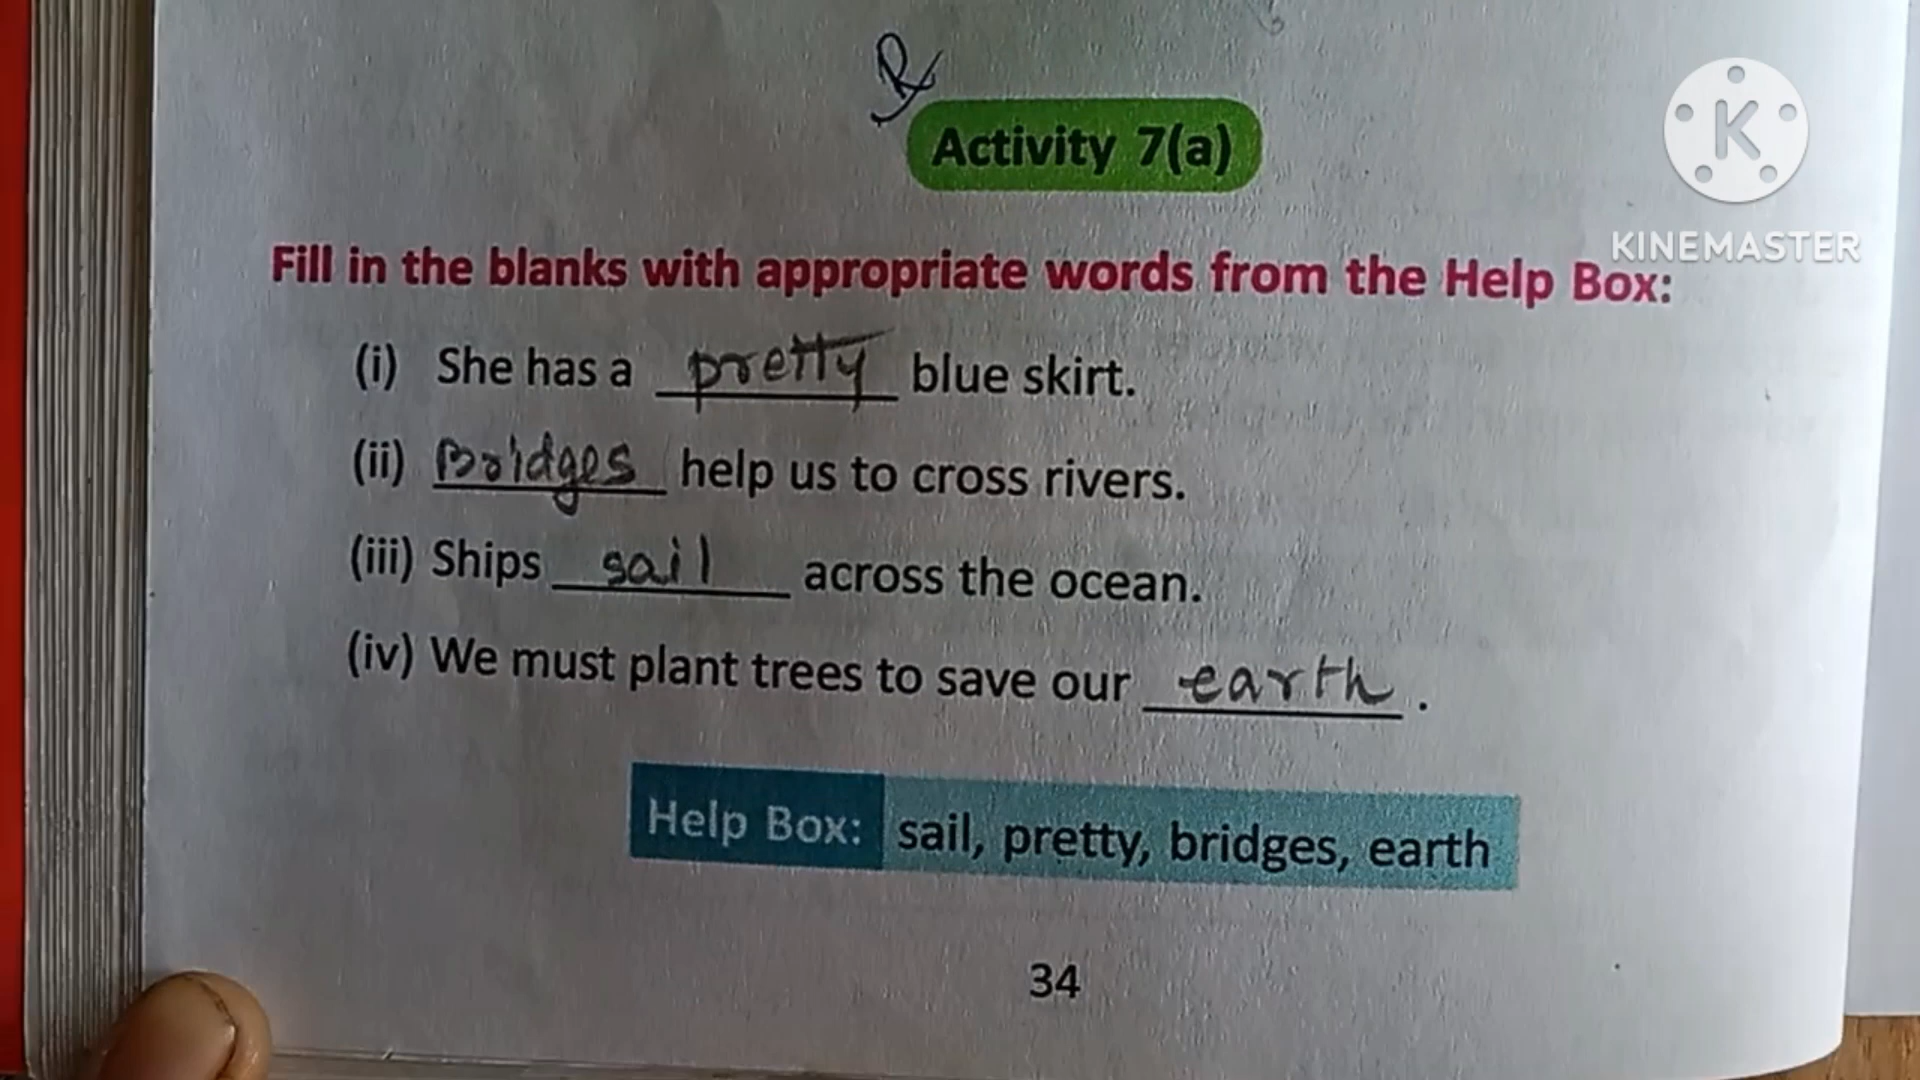 Activity 7(a)
K
KINEMASTER
Fill in the blanks with appropriate words from the Help Box:
(i) She has a pretty blue skirt.
(ii) Bridges help us to cross rivers.
(iii) Ships sail across the ocean.
(iv) We must plant trees to save our earth.
Help Box: sail, pretty, bridges, earth
34